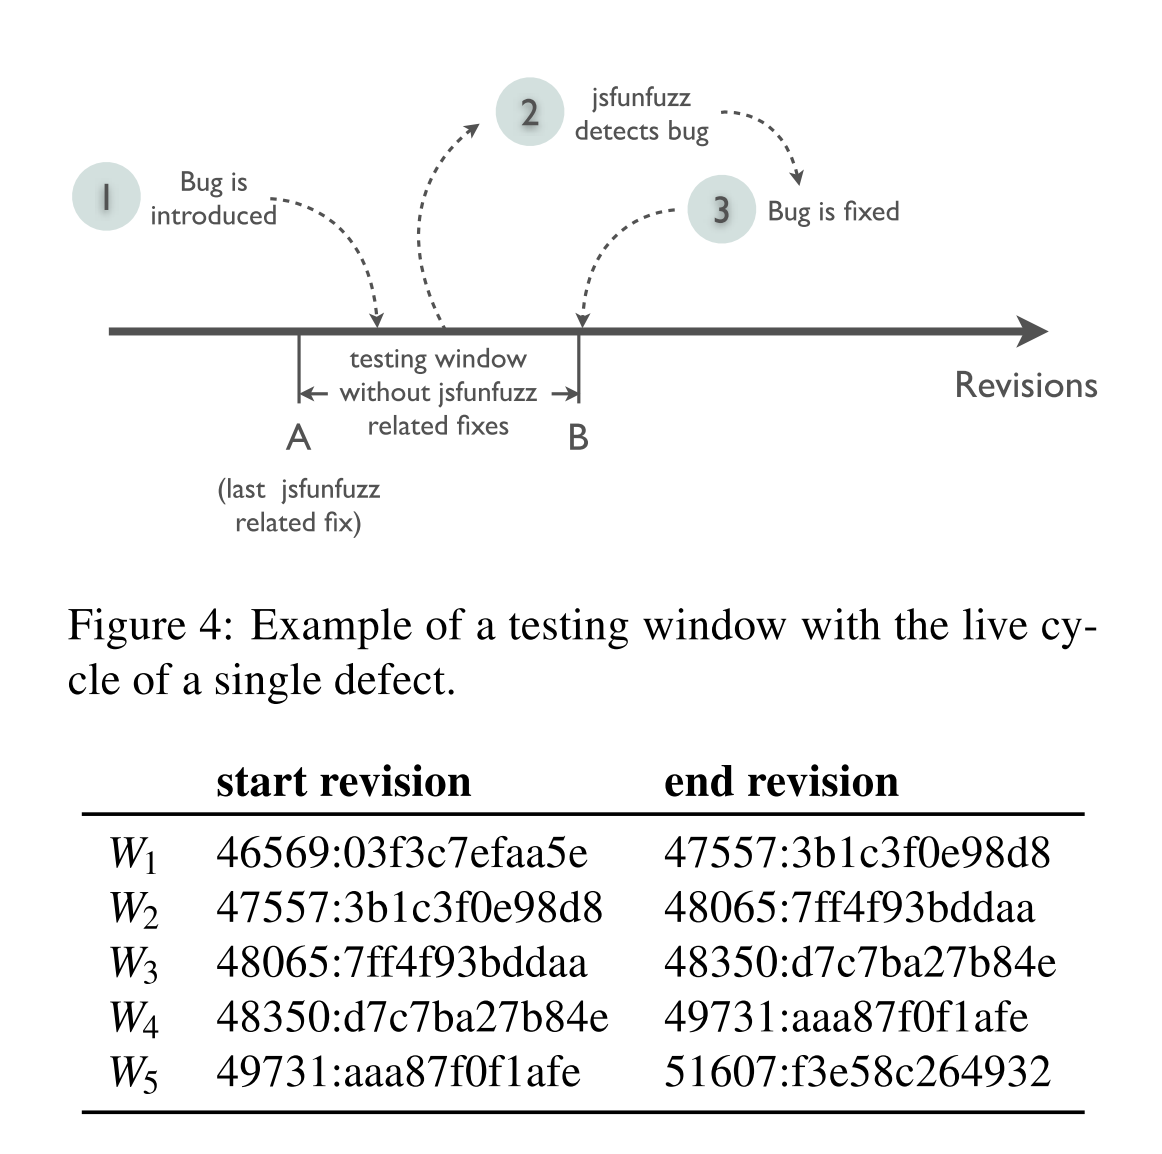 2
jsfunfuzz
detects bug
1
Bug is
introduced
3
Bug is fixed
testing window
without jsfunfuzz
related fixes
Revisions
A
B
(last jsfunfuzz
related fix)
Figure 4: Example of a testing window with the live cy-
cle of a single defect.
start revision end revision
W1 46569:03f3c7efaa5e 47557:3b1c3f0e98d8
W2 47557:3b1c3f0e98d8 48065:7ff4f93bddaa
W3 48065:7ff4f93bddaa 48350:d7c7ba27b84e
W4 48350:d7c7ba27b84e 49731:aaa87f0f1afe
W5 49731:aaa87f0f1afe 51607:f3e58c264932